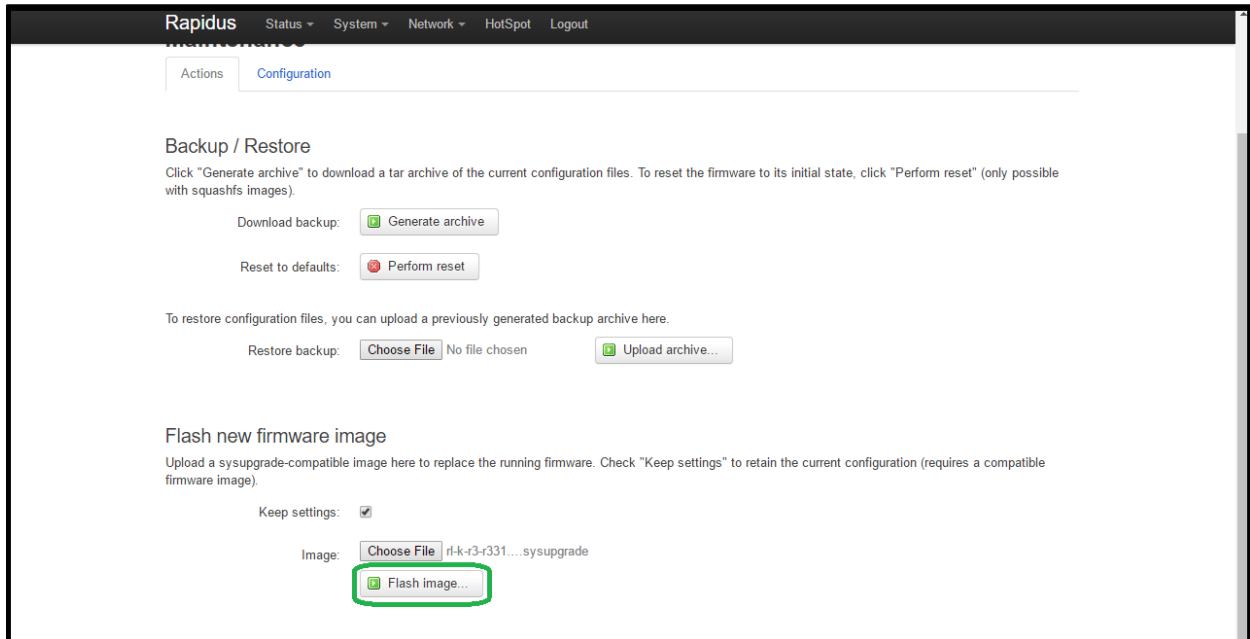 Rapidus Status System Network HotSpot Logout
Maintenance
Actions Configuration
Backup / Restore
Click "Generate archive" to download a tar archive of the current configuration files. To reset the firmware to its initial state, click "Perform reset" (only possible
with squashfs images).
Download backup: Generate archive
Reset to defaults: Perform reset
To restore configuration files, you can upload a previously generated backup archive here.
Restore backup: Choose File No file chosen Upload archive...
Flash new firmware image
Upload a sysupgrade-compatible image here to replace the running firmware. Check "Keep settings" to retain the current configuration (requires a compatible
firmware image).
Keep settings:
Image: Choose File rl-k-r3-r331....sysupgrade
Flash image...